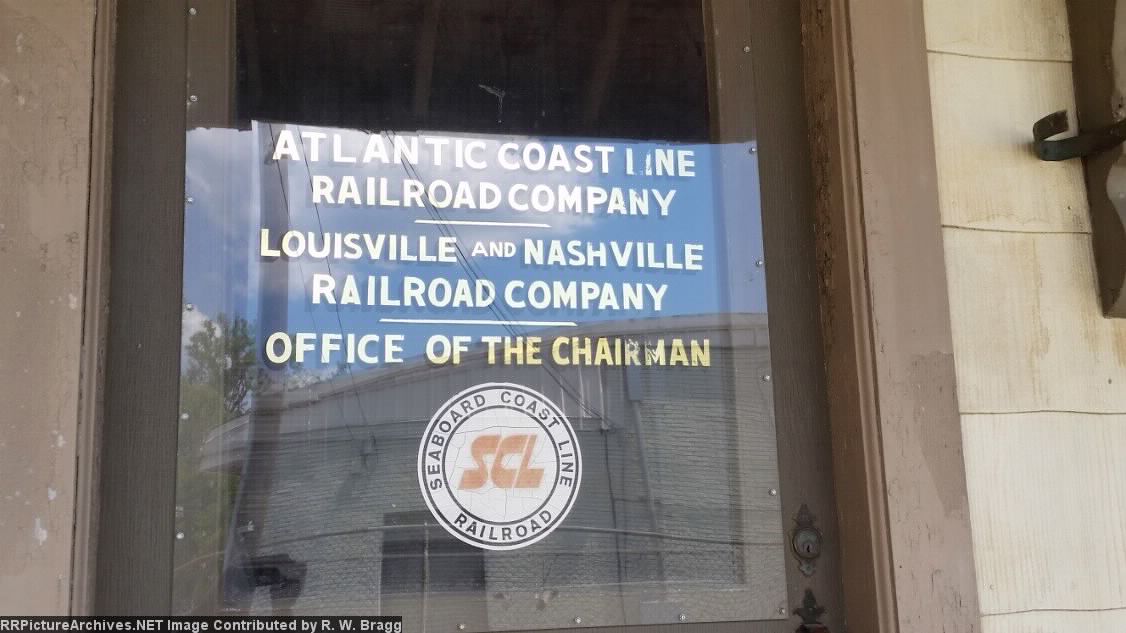 ATLANTIC COAST LINE
RAILROAD COMPANY
LOUISVILLE AND NASHVILLE
RAILROAD COMPANY
OFFICE OF THE CHAIRMAN
SEABOARD COAST LINE
SCL
RAILROAD
RRPictureArchives.NET Image Contributed by R. W. Bragg